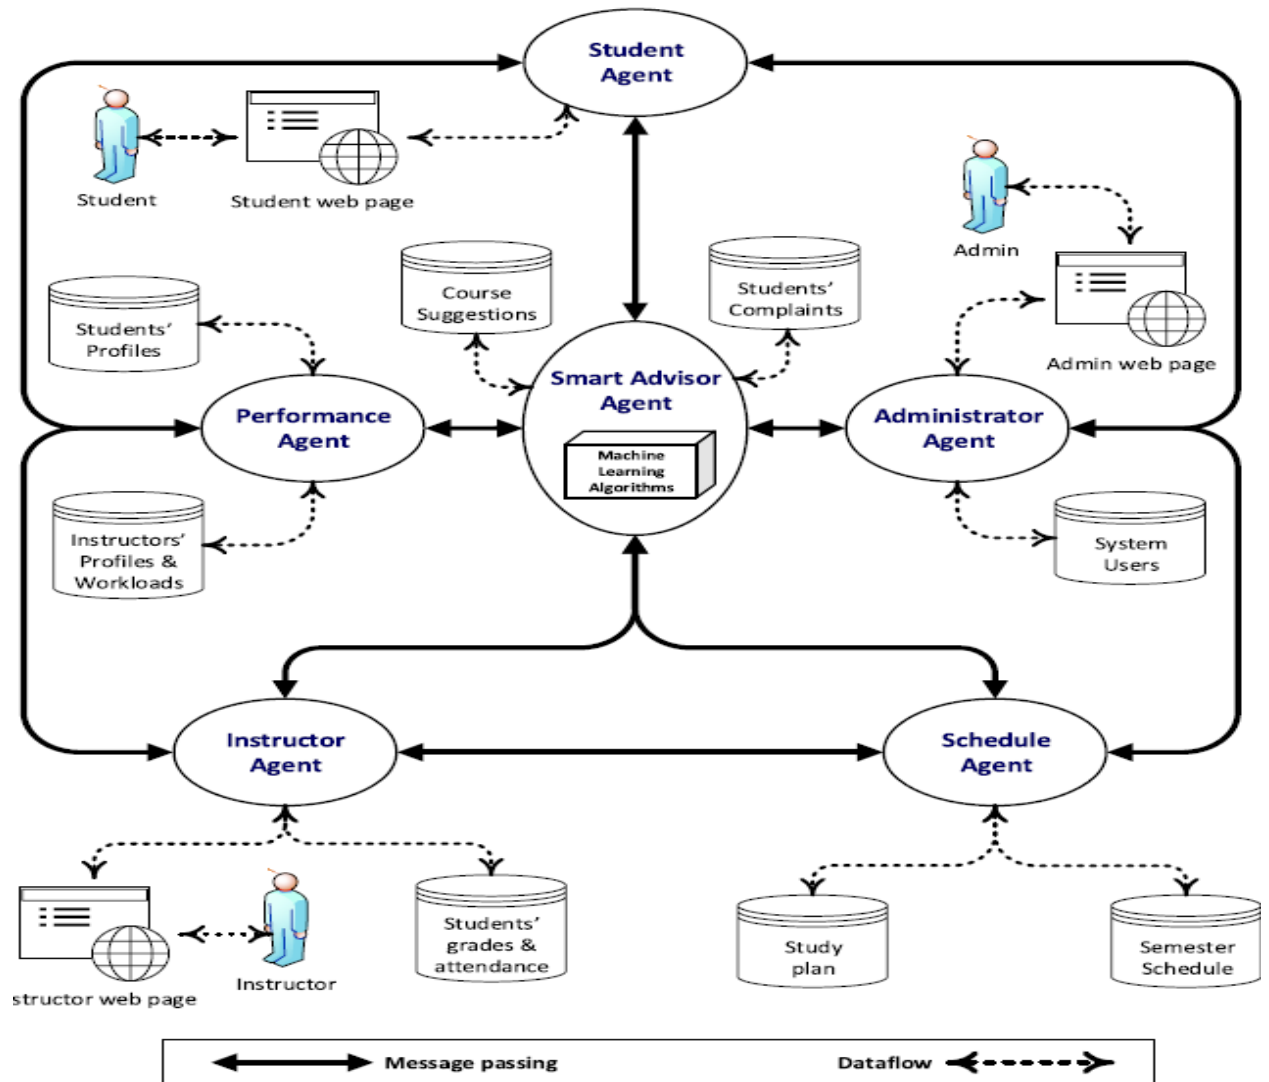 Student
Agent
Student
Student web page
Admin
Admin web page
Course
Suggestions
Students'
Complaints
Students'
Profiles
Smart Advisor
Agent
Machine
Learning
Algorithms
Performance
Agent
Administrator
Agent
Instructors'
Profiles &
Workloads
System
Users
Instructor
Agent
Schedule
Agent
structor web page
Instructor
Students'
grades &
attendance
Study
plan
Semester
Schedule
Message passing
Dataflow